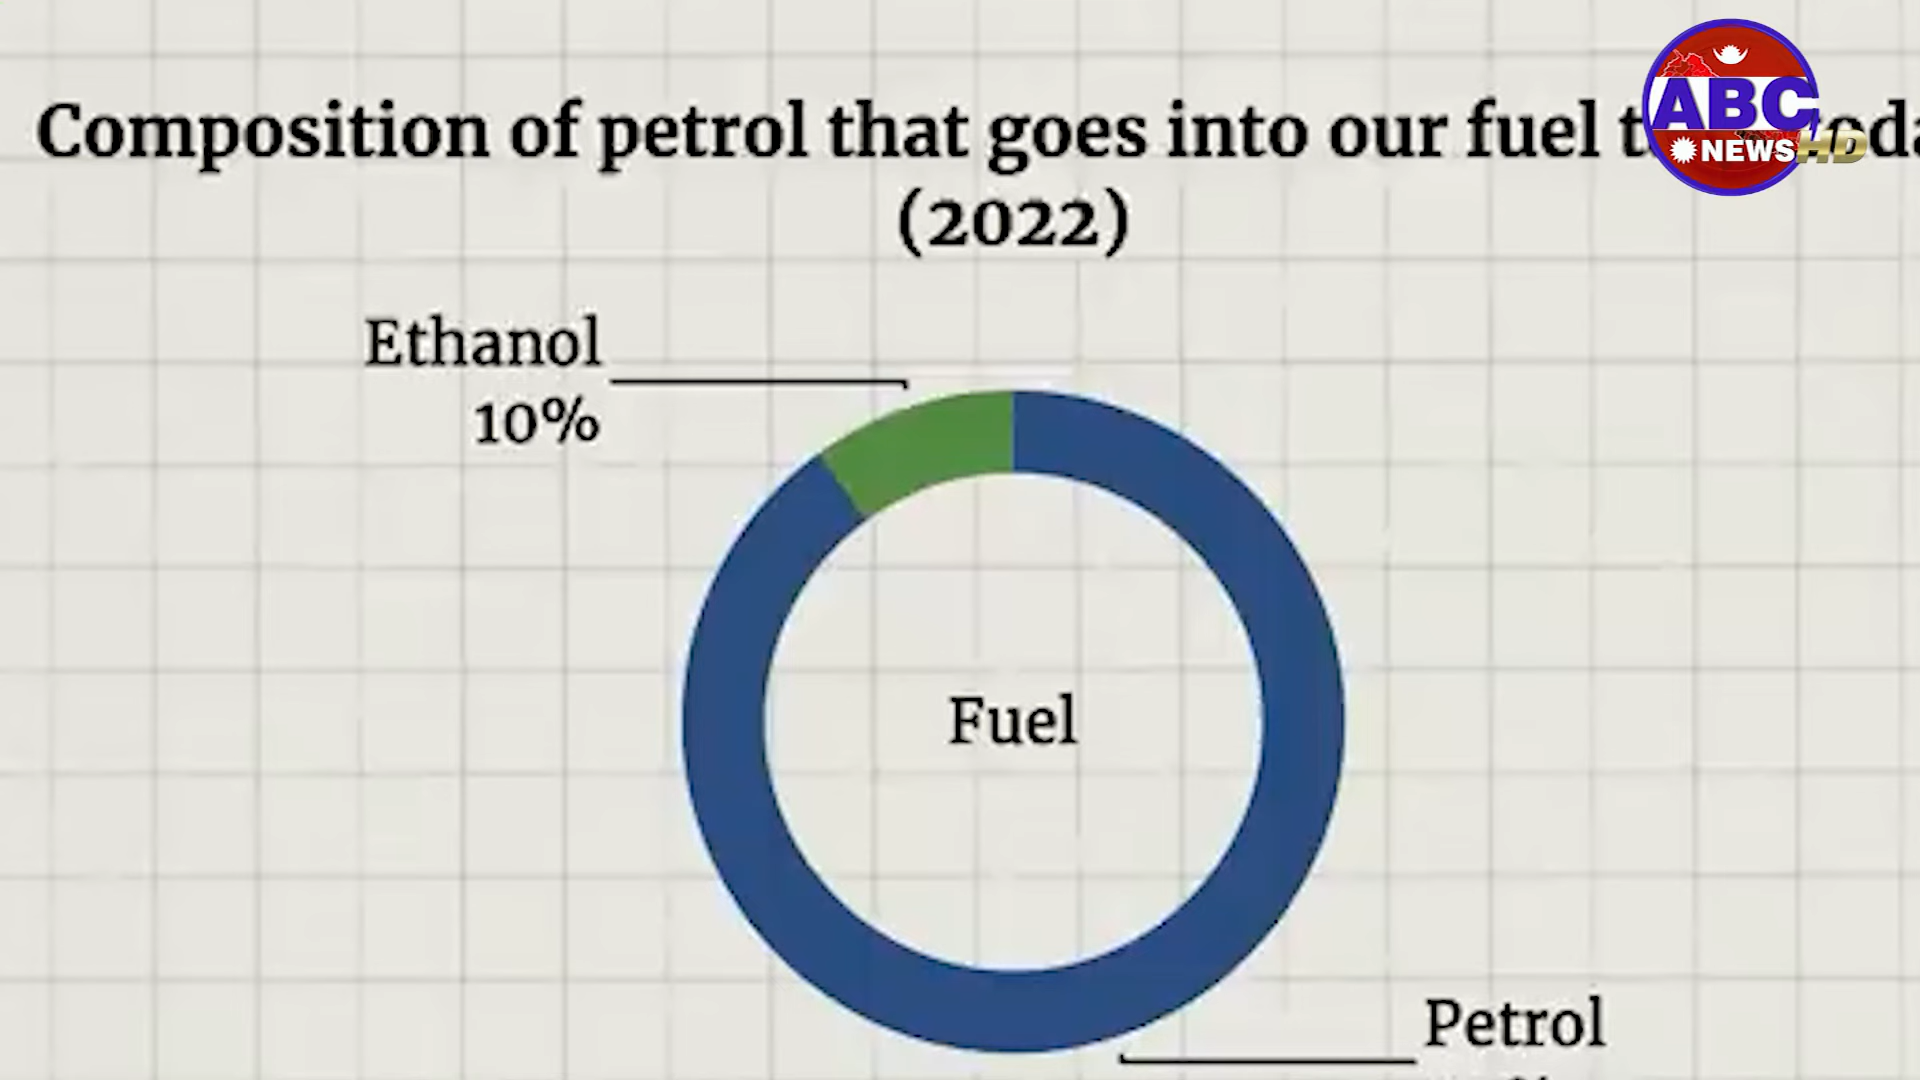 Composition of petrol that goes into our fuel
(2022)
Ethanol
10%
Fuel
Petrol
ABC
NEWS HD